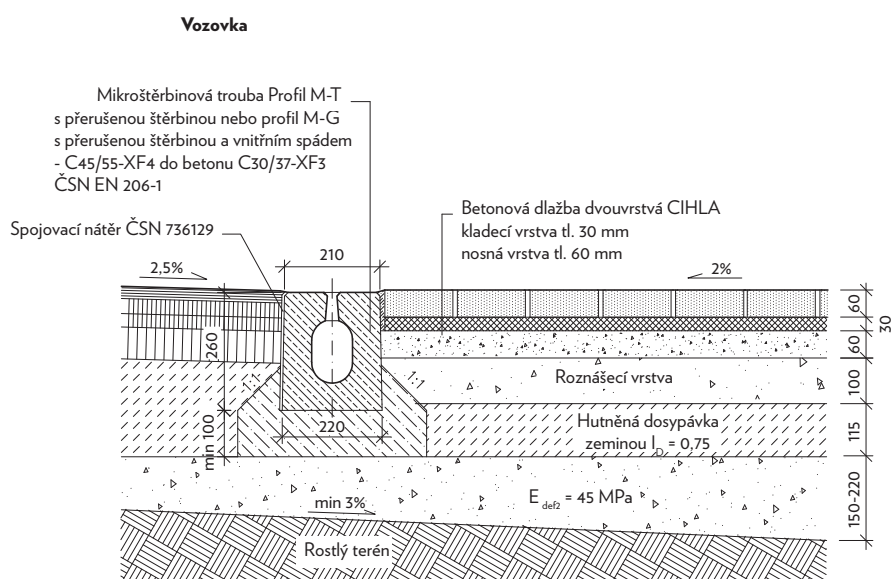 Vozovka
Mikroštěrbinová trouba Profil M-T
s přerušenou štěrbinou nebo profil M-G
s přerušenou štěrbinou a vnitřním spádem
- C45/55-XF4 do betonu C30/37-XF3
ČSN EN 206-1
Spojovací nátěr ČSN 736129
Betonová dlažba dvouvrstvá CIHLA
kladecí vrstva tl. 30 mm
nosná vrstva tl. 60 mm
210
2,5%
2%
60
30
60
260
1:1
1:1
Roznášecí vrstva
100
min 100
220
Hutněná dosypávka
zeminou I_D = 0,75
115
E def2 = 45 MPa
150-220
min 3%
Rostlý terén